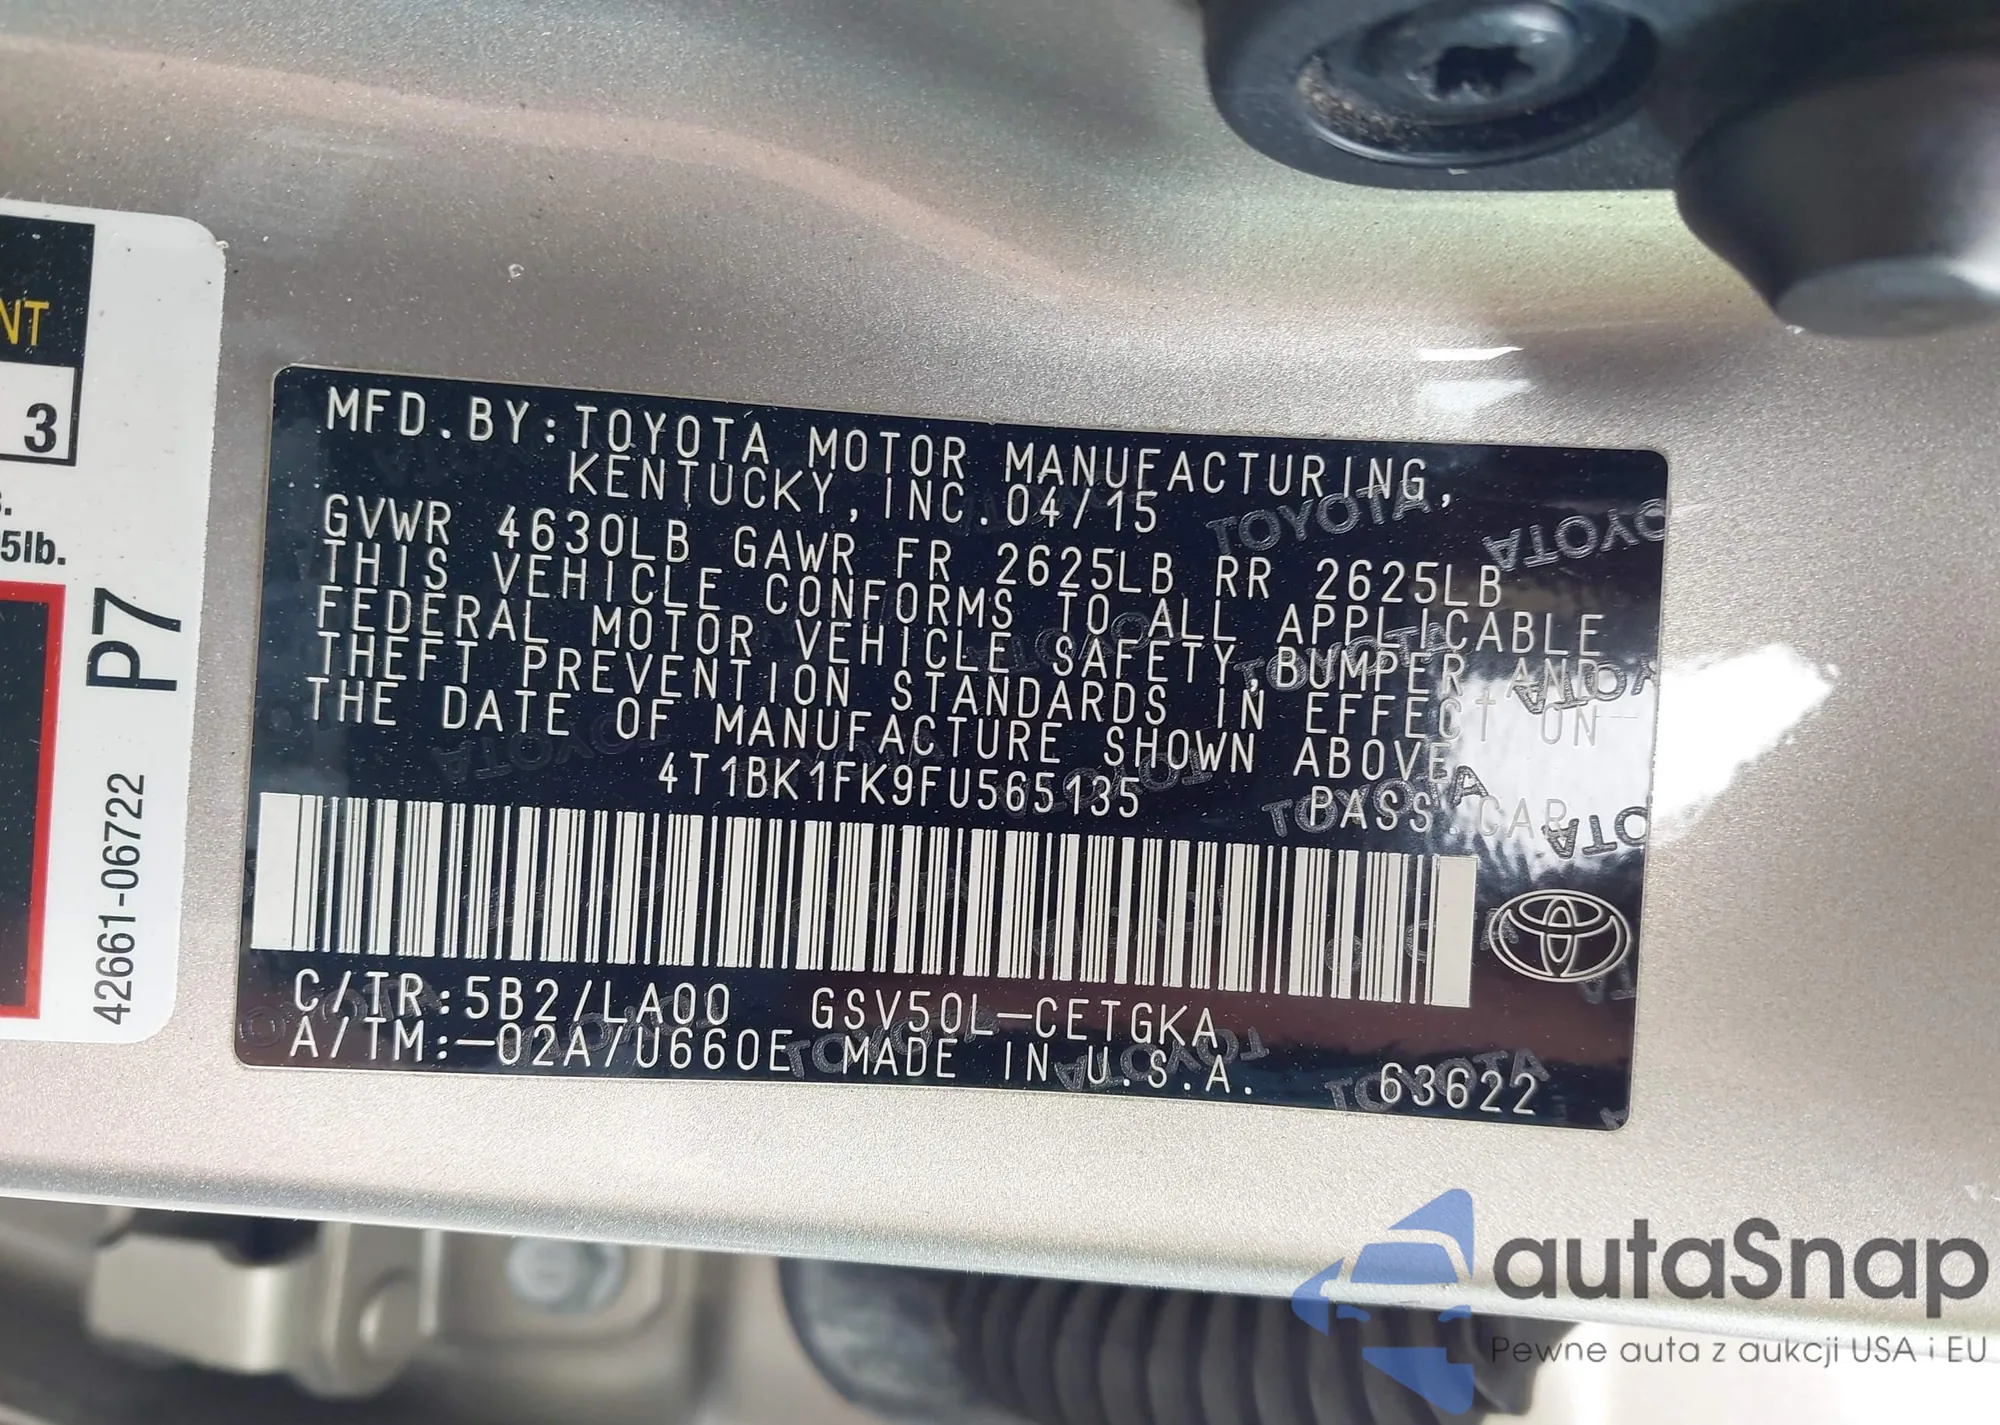 NT
3
5lb.
P7
42661-06722
MFD.BY:TOYOTA MOTOR MANUFACTURING,
KENTUCKY,INC.04/15
GVWR 4630LB GAWR FR 2625LB RR 2625LB
THIS VEHICLE CONFORMS TO ALL APPLICABLE
FEDERAL MOTOR VEHICLE SAFETY,BUMPER AND
THEFT PREVENTION STANDARDS IN EFFECT ON
THE DATE OF MANUFACTURE SHOWN ABOVE
4T1BK1FK9FU565135 PASS.CAR
C/TR:5B2/LA00 GSV50L-CETGKA
A/TM:-02A/U660E MADE IN U.S.A. 63622
autaSnap
Pewne auta z aukcji USA i EU